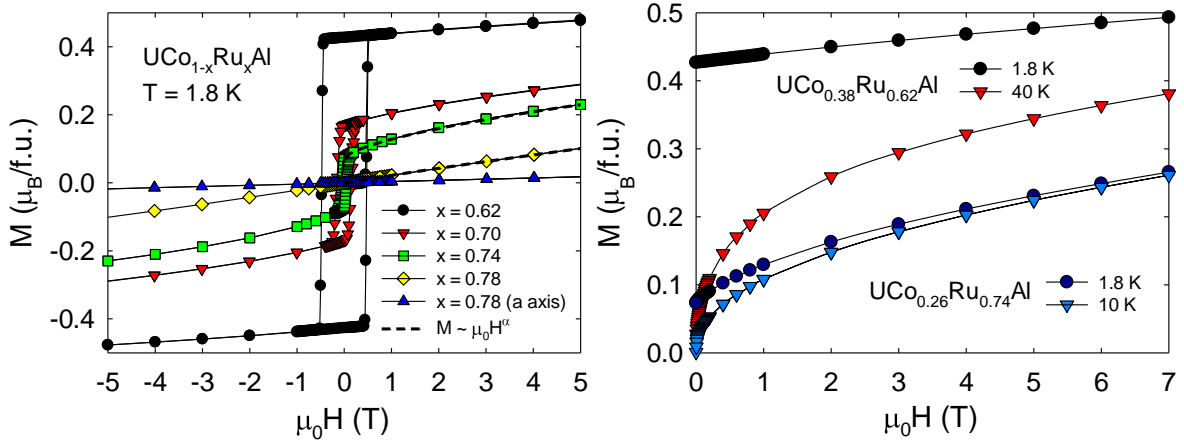 UCo₁₋ₓRuₓAl
T = 1.8 K
M (μ_B/f.u.)
0.4
0.2
0.0
-0.2
-0.4
-5 -4 -3 -2 -1 0 1 2 3 4 5
μ₀H (T)
x = 0.62
x = 0.70
x = 0.74
x = 0.78
x = 0.78 (a axis)
M ~ μ₀H^α
M (μ_B/f.u.)
0.5
0.4
0.3
0.2
0.1
0.0
0 1 2 3 4 5 6 7
μ₀H (T)
UCo₀.₃₈Ru₀.₆₂Al
1.8 K
40 K
UCo₀.₂₆Ru₀.₇₄Al
1.8 K
10 K